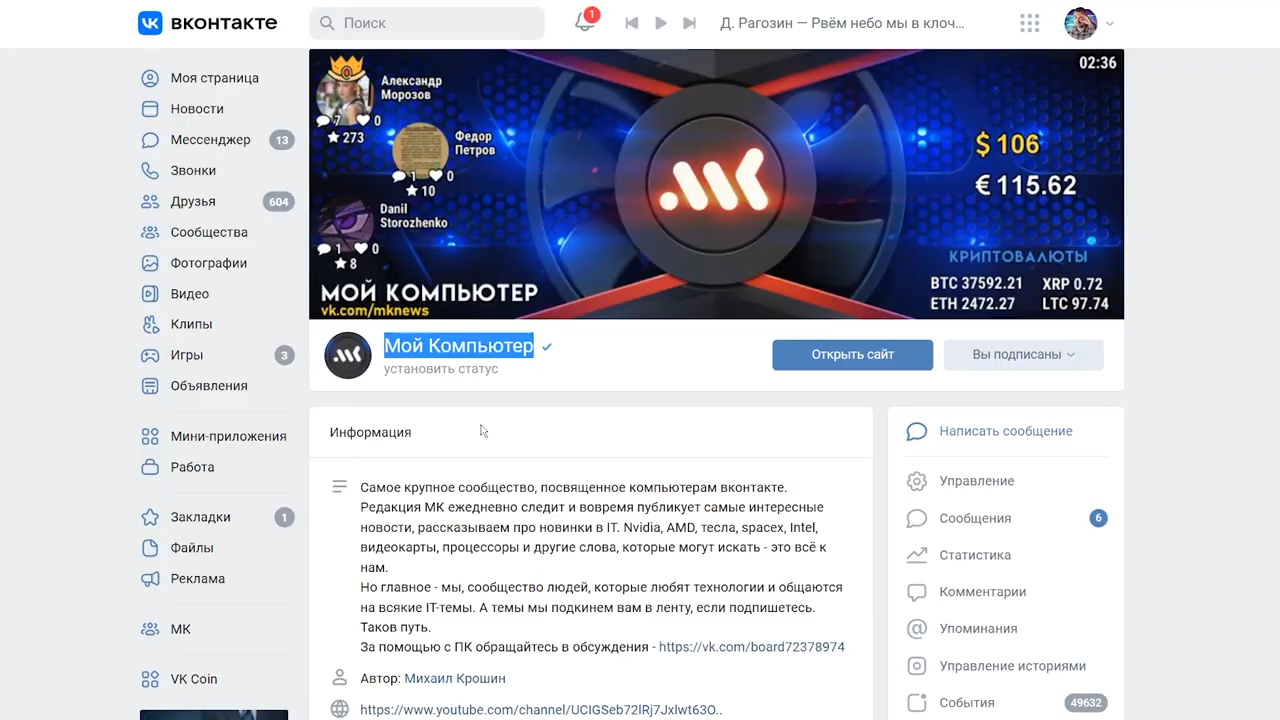 вконтакте
Поиск
1
Д. Рагозин — Рвём небо мы в клоч...
Моя страница
Новости
Мессенджер 13
Звонки
Друзья 604
Сообщества
Фотографии
Видео
Клипы
Игры 3
Объявления
Мини-приложения
Работа
Закладки 1
Файлы
Реклама
МК
VK Coin
Александр
Морозов
7 0
273
Федор
Петров
1 0
10
Danil
Storozhenko
1 0
8
МОЙ КОМПЬЮТЕР
vk.com/mknews
02:36
$ 106
€ 115.62
КРИПТОВАЛЮТЫ
BTC 37592.21 XRP 0.72
ETH 2472.27 LTC 97.74
Мой Компьютер
установить статус
Открыть сайт
Вы подписаны
Информация
Самое крупное сообщество, посвященное компьютерам вконтакте.
Редакция МК ежедневно следит и вовремя публикует самые интересные
новости, рассказываем про новинки в IT. Nvidia, AMD, тесла, spacex, Intel,
видеокарты, процессоры и другие слова, которые могут искать - это всё к
нам.
Но главное - мы, сообщество людей, которые любят технологии и общаются
на всякие IT-темы. А темы мы подкинем вам в ленту, если подпишетесь.
Таков путь.
За помощью с ПК обращайтесь в обсуждения - https://vk.com/board72378974
Автор: Михаил Крошин
https://www.youtube.com/channel/UCIGSeb72lRj7JxIwt63O..
Написать сообщение
Управление
Сообщения 6
Статистика
Комментарии
Упоминания
Управление историями
События 49632